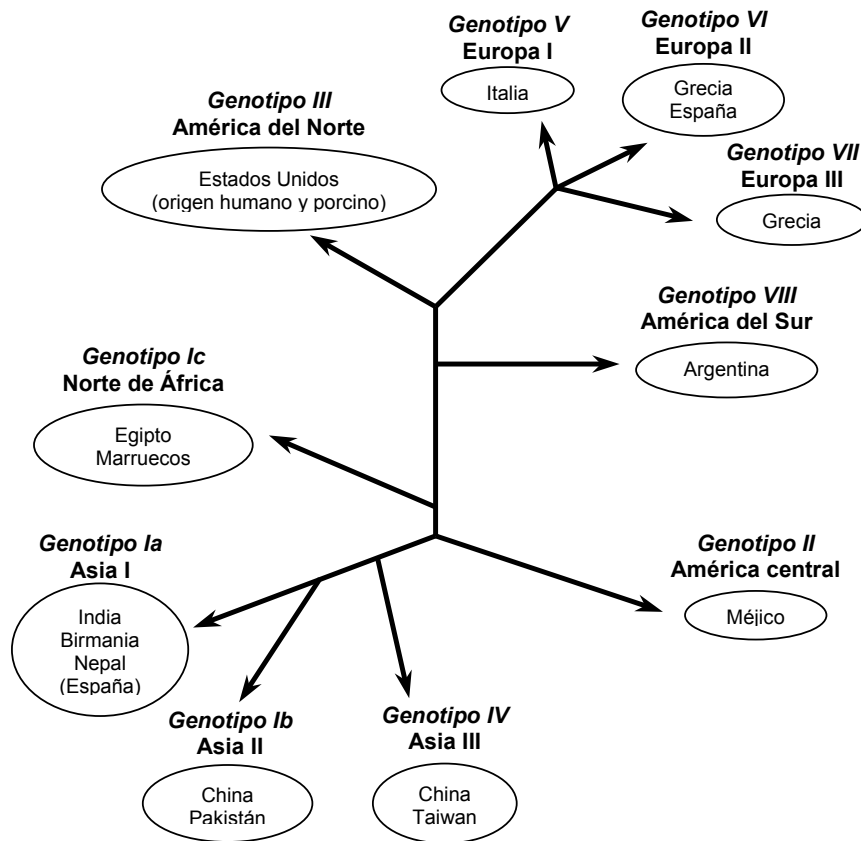 Genotipo V
Europa I
Italia
Genotipo VI
Europa II
Grecia
España
Genotipo III
América del Norte
Estados Unidos
(origen humano y porcino)
Genotipo VII
Europa III
Grecia
Genotipo VIII
América del Sur
Argentina
Genotipo Ic
Norte de África
Egipto
Marruecos
Genotipo Ia
Asia I
India
Birmania
Nepal
(España)
Genotipo II
América central
Méjico
Genotipo Ib
Asia II
China
Pakistán
Genotipo IV
Asia III
China
Taiwan